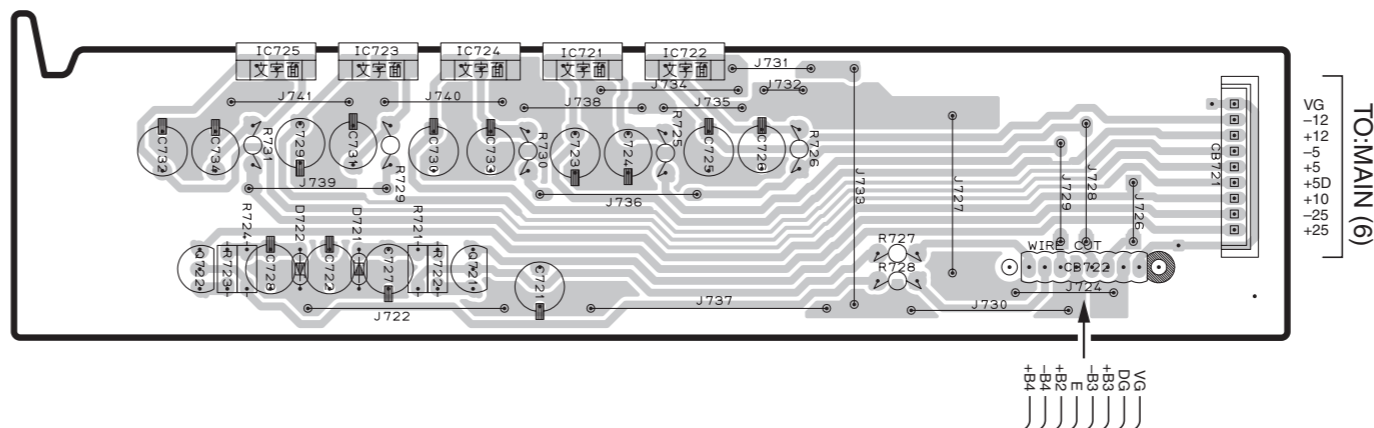 IC725 IC723 IC724 IC721 IC722
文字面 文字面 文字面 文字面 文字面
J731
J734 J732
J741 J740 J738 J735
C732 C734 R731 C729 C731 R729 C730 C733 R730 C723 C724 R725 C725 C726 R726
J739 J736
J733 J727 J729 J728 J726
CB721
VG
-12
+12
-5
+5
+5D
+10
-25
+25
TO:MAIN (6)
R724 D722 D721 R721
Q722 R723 C728 C722 C727 R722 Q721 C721
R727
R728
WIRE CUT
CB722
J724
J722 J737 J730
+B4
-B4
+B2
E
-B3
+B3
DG
VG